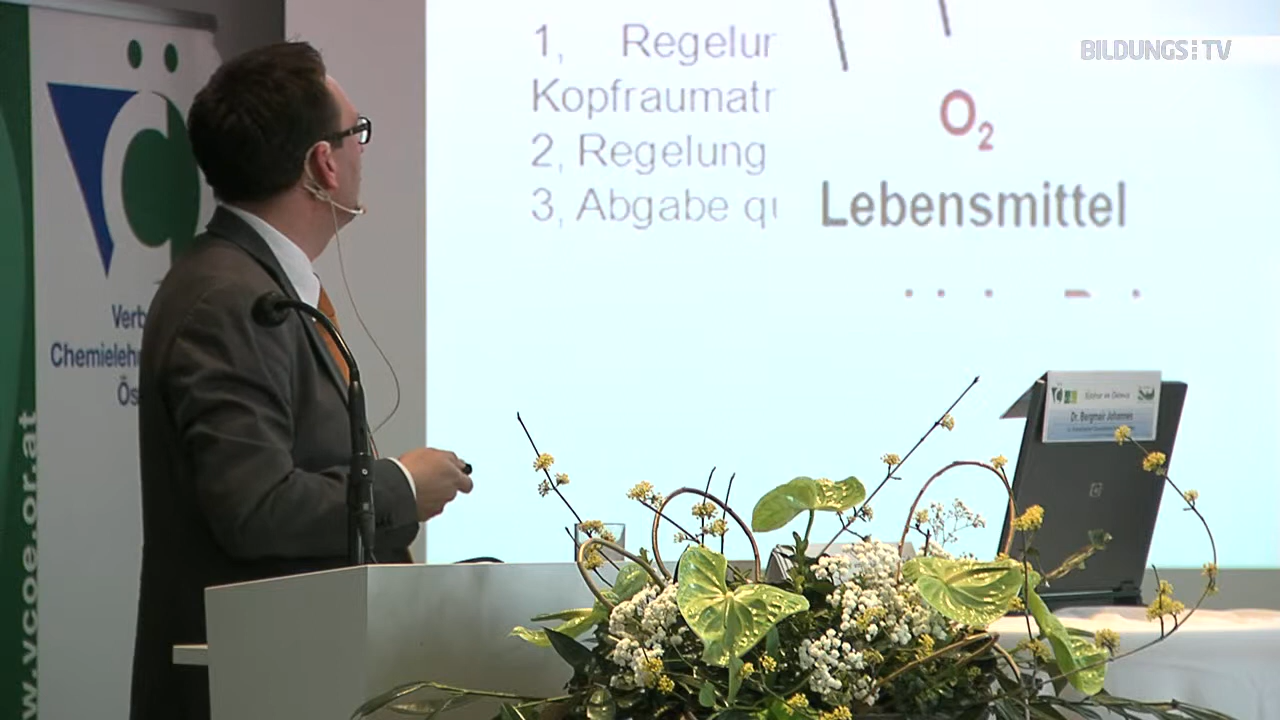 BILDUNGS TV
1, Regelur
Kopfraumatr
2, Regelung
3, Abgabe qu
O2
Lebensmittel
Verb
Chemielehr
Ös
w.vcoe.or.at
Dr. Bergmair Johannes